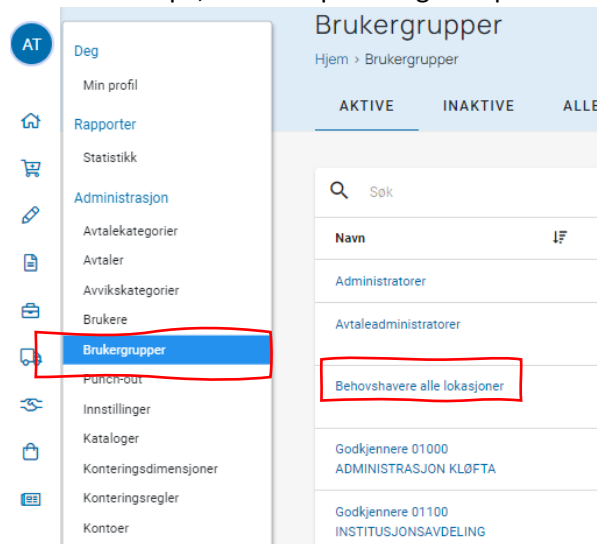 Brukergrupper
AT
Deg
Hjem > Brukergrupper
Min profil
AKTIVE INAKTIVE ALLE
Rapporter
Statistikk
Søk
Administrasjon
Avtalekategorier
Navn
Avtaler
Administratorer
Avvikskategorier
Brukere
Avtaleadministratorer
Brukergrupper
Punch-out
Behovshavere alle lokasjoner
Innstillinger
Kataloger
Godkjennere 01000
ADMINISTRASJON KLØFTA
Konteringsdimensjoner
Konteringsregler
Godkjennere 01100
INSTITUSJONSAVDELING
Kontoer